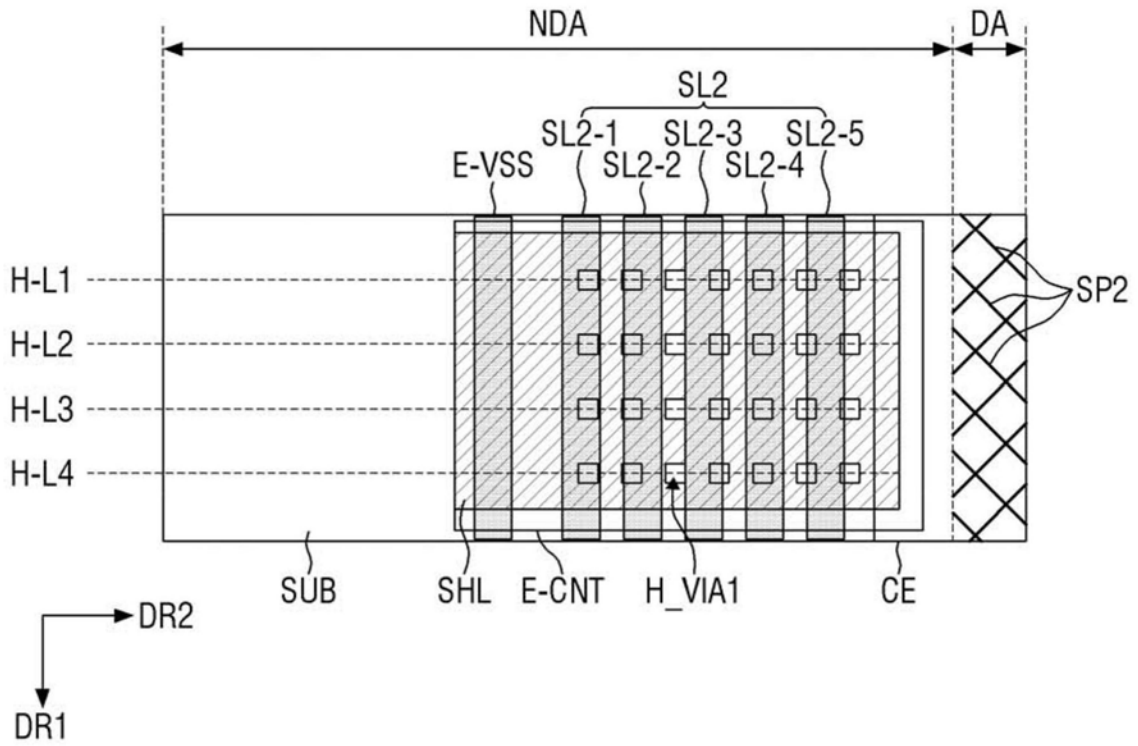 NDA DA
SL2
SL2-1 SL2-3 SL2-5
E-VSS SL2-2 SL2-4
H-L1
SP2
H-L2
H-L3
H-L4
SUB SHL E-CNT H_VIA1 CE
DR2
DR1